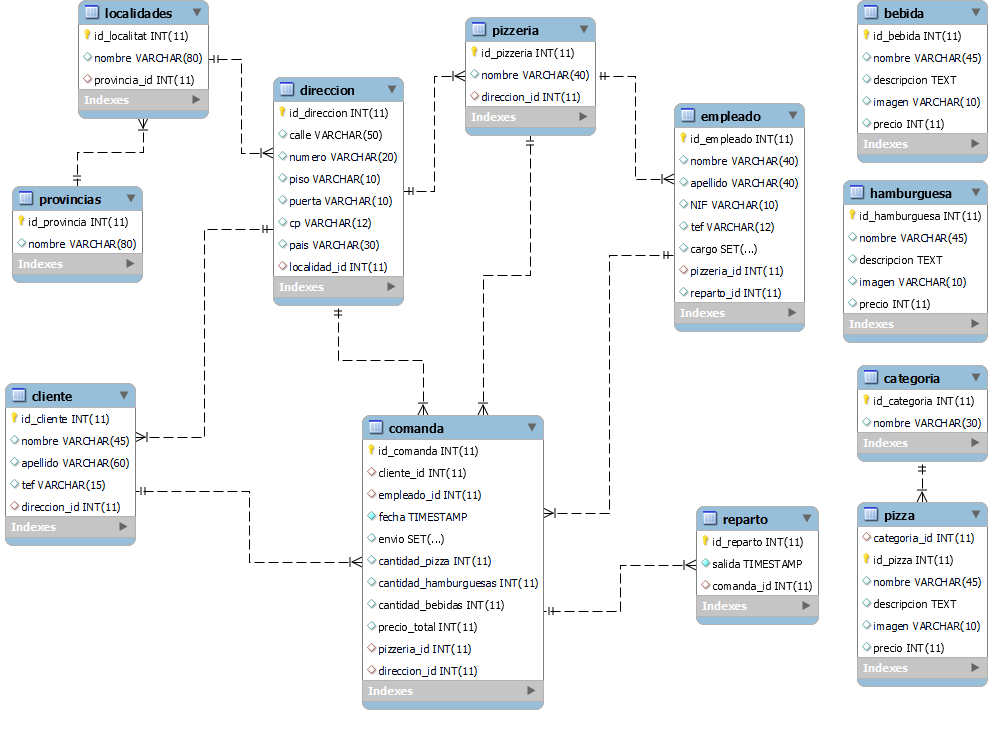 localidades
id_localitat INT(11)
nombre VARCHAR(80)
provincia_id INT(11)
Indexes
provincias
id_provincia INT(11)
nombre VARCHAR(80)
Indexes
direccion
id_direccion INT(11)
calle VARCHAR(50)
numero VARCHAR(20)
piso VARCHAR(10)
puerta VARCHAR(10)
cp VARCHAR(12)
pais VARCHAR(30)
localidad_id INT(11)
Indexes
pizzeria
id_pizzeria INT(11)
nombre VARCHAR(40)
direccion_id INT(11)
Indexes
empleado
id_empleado INT(11)
nombre VARCHAR(40)
apellido VARCHAR(40)
NIF VARCHAR(10)
tef VARCHAR(12)
cargo SET(...)
pizzeria_id INT(11)
reparto_id INT(11)
Indexes
bebida
id_bebida INT(11)
nombre VARCHAR(45)
descripcion TEXT
imagen VARCHAR(10)
precio INT(11)
Indexes
hamburguesa
id_hamburguesa INT(11)
nombre VARCHAR(45)
descripcion TEXT
imagen VARCHAR(10)
precio INT(11)
Indexes
categoria
id_categoria INT(11)
nombre VARCHAR(30)
Indexes
cliente
id_cliente INT(11)
nombre VARCHAR(45)
apellido VARCHAR(60)
tef VARCHAR(15)
direccion_id INT(11)
Indexes
comanda
id_comanda INT(11)
cliente_id INT(11)
empleado_id INT(11)
fecha TIMESTAMP
envio SET(...)
cantidad_pizza INT(11)
cantidad_hamburguesas INT(11)
cantidad_bebidas INT(11)
precio_total INT(11)
pizzeria_id INT(11)
direccion_id INT(11)
Indexes
reparto
id_reparto INT(11)
salida TIMESTAMP
comanda_id INT(11)
Indexes
pizza
categoria_id INT(11)
id_pizza INT(11)
nombre VARCHAR(45)
descripcion TEXT
imagen VARCHAR(10)
precio INT(11)
Indexes